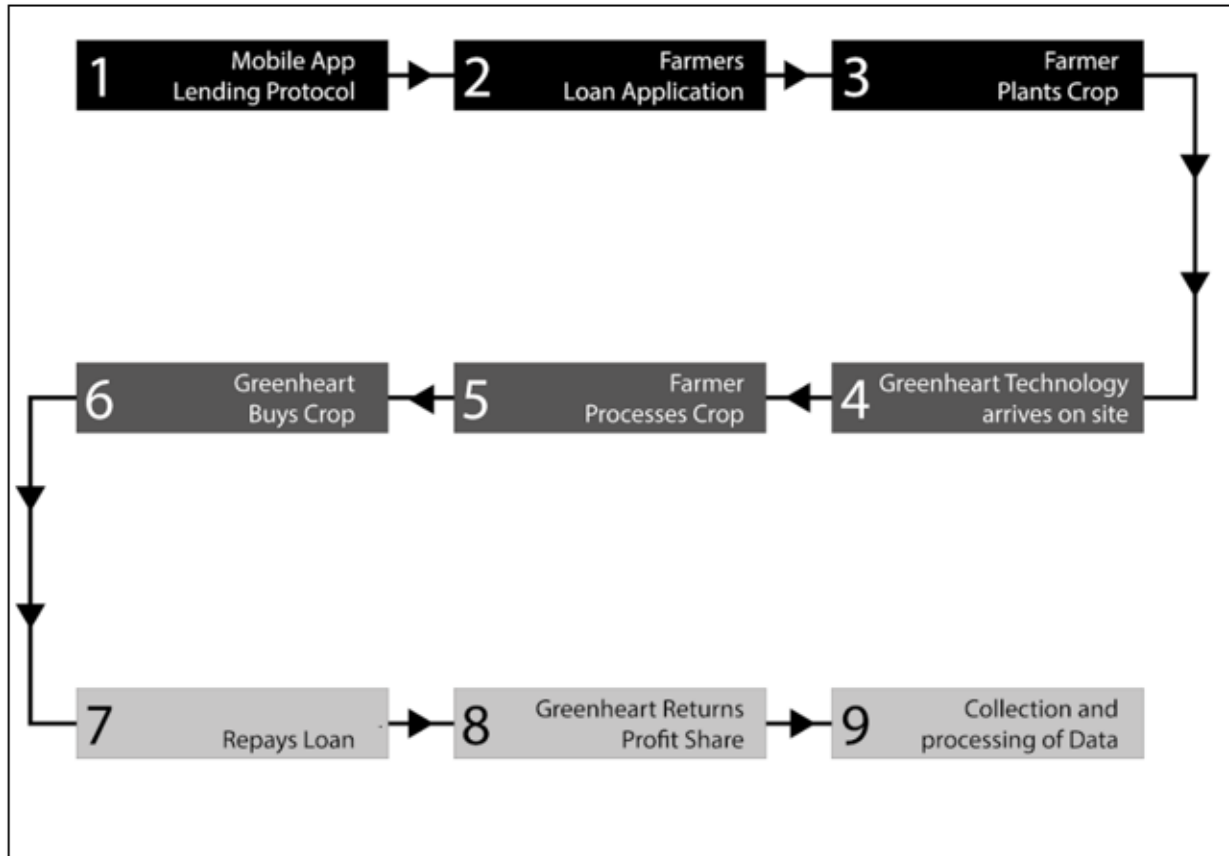 1
Mobile App
Lending Protocol
2
Farmers
Loan Application
3
Farmer
Plants Crop
4
Greenheart Technology
arrives on site
5
Farmer
Processes Crop
6
Greenheart
Buys Crop
7
Repays Loan
8
Greenheart Returns
Profit Share
9
Collection and
processing of Data